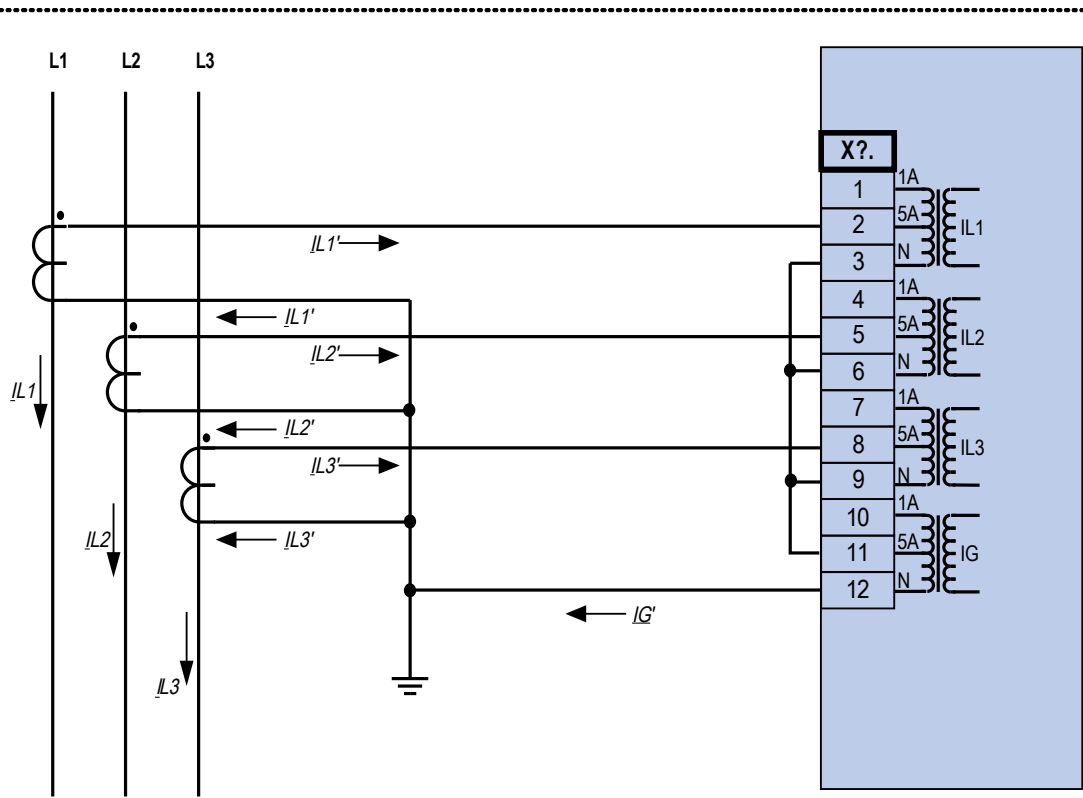 L1 L2 L3
X?.
1 1A
2 5A IL1
3 N
4 1A
5 5A IL2
6 N
7 1A
8 5A IL3
9 N
10 1A
11 5A IG
12 N
IL1'
IL1'
IL2'
IL1
IL2'
IL3'
IL2
IL3'
IG'
IL3